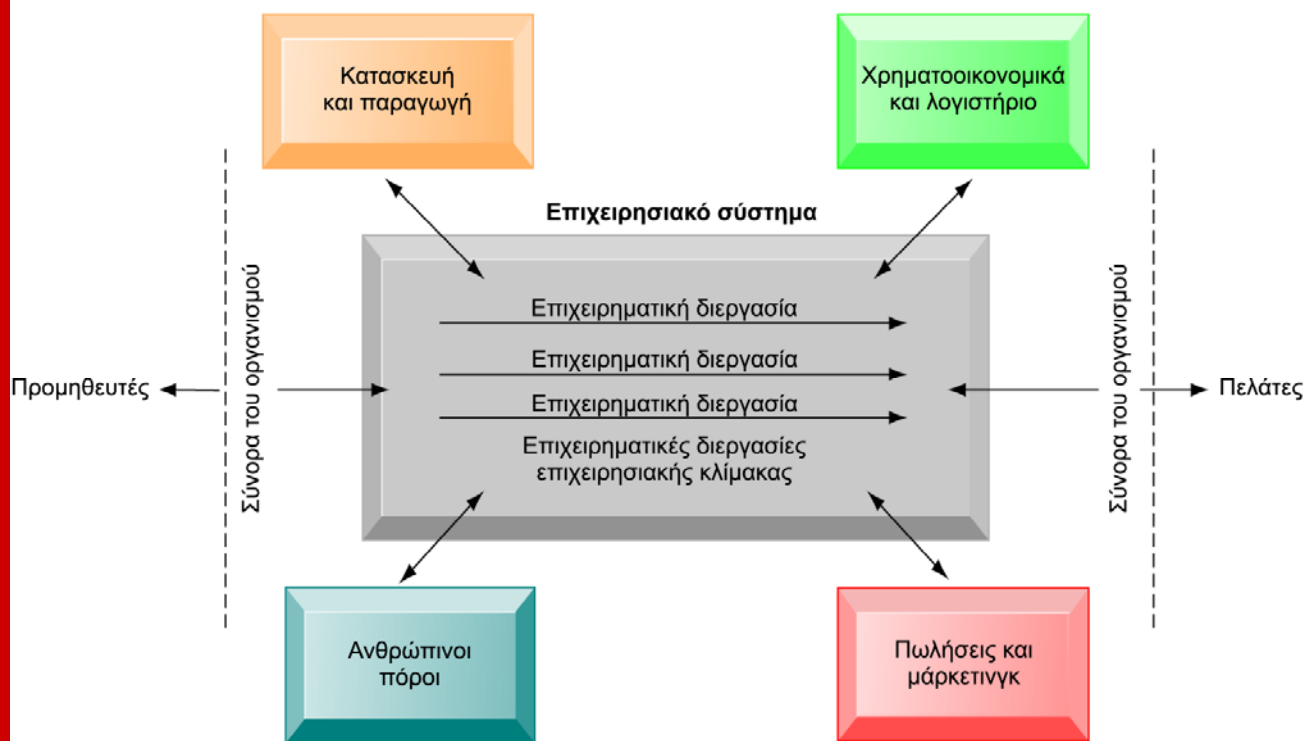 Κατασκευή
και παραγωγή
Χρηματοοικονομικά
και λογιστήριο
Επιχειρησιακό σύστημα
Σύνορα του οργανισμού
Επιχειρηματική διεργασία
Επιχειρηματική διεργασία
Προμηθευτές
Επιχειρηματική διεργασία
Επιχειρηματικές διεργασίες
επιχειρησιακής κλίμακας
Σύνορα του οργανισμού
Πελάτες
Ανθρώπινοι
πόροι
Πωλήσεις και
μάρκετινγκ